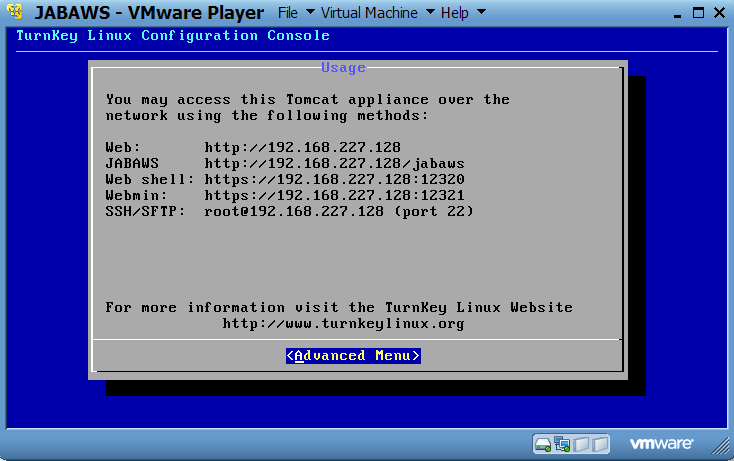 JABAWS - VMware Player File Virtual Machine Help
TurnKey Linux Configuration Console
Usage
You may access this Tomcat appliance over the
network using the following methods:
Web: http://192.168.227.128
JABAWS http://192.168.227.128/jabaws
Web shell: https://192.168.227.128:12320
Webmin: https://192.168.227.128:12321
SSH/SFTP: root@192.168.227.128 (port 22)
For more information visit the TurnKey Linux Website
http://www.turnkeylinux.org
<Advanced Menu>
vmware